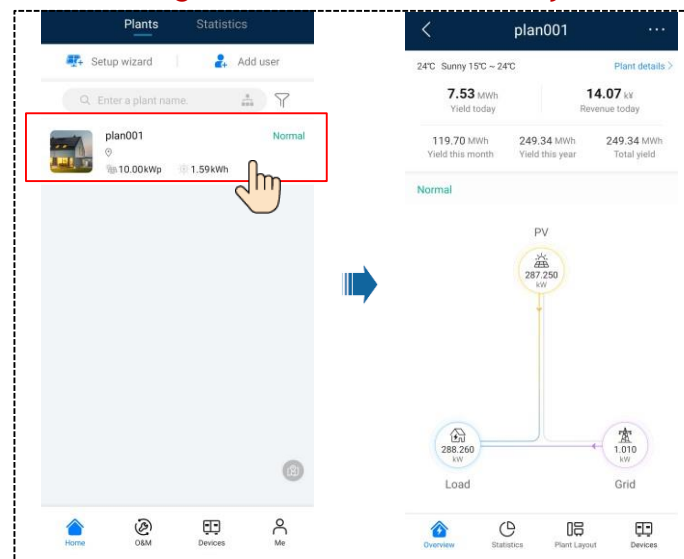 Plants Statistics
Setup wizard Add user
Enter a plant name.
plan001 Normal
10.00kWp 1.59kWh
Home O&M Devices Me
plan001 ...
24℃ Sunny 15℃ ~ 24℃ Plant details >
7.53 MWh 14.07 k¥
Yield today Revenue today
119.70 MWh 249.34 MWh 249.34 MWh
Yield this month Yield this year Total yield
Normal
PV
287.250
kW
288.260
kW
1.010
kW
Load Grid
Overview Statistics Plant Layout Devices